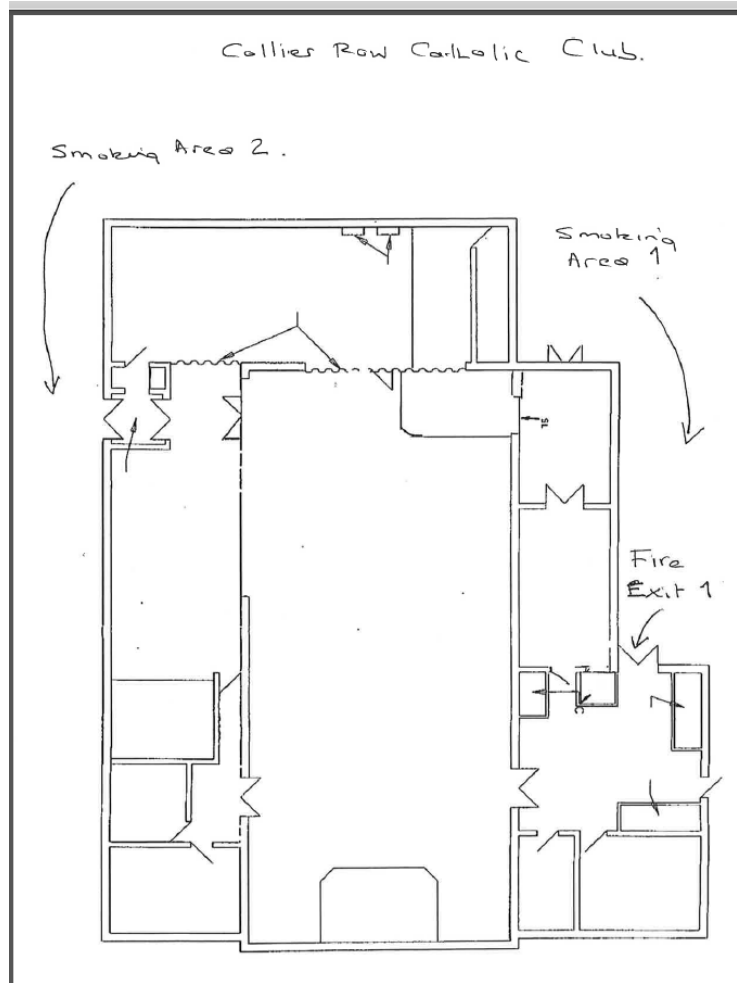 Collier Row Catholic Club.
Smoking Area 2.
Smoking
Area 1
Fire
Exit 1